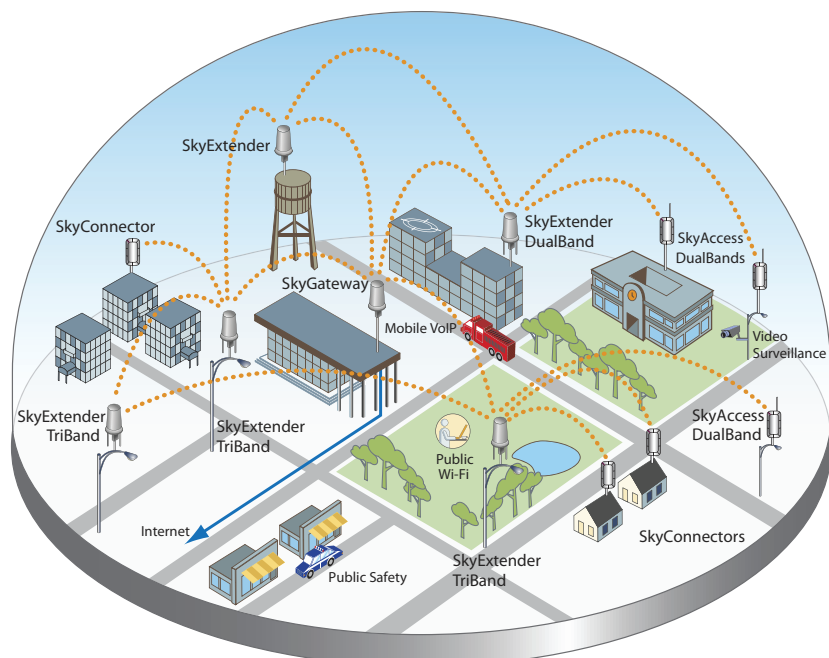 SkyExtender
SkyConnector
SkyExtender
DualBand
SkyAccess
DualBands
SkyGateway
Mobile VoIP
Video
Surveillance
SkyExtender
TriBand
SkyExtender
TriBand
SkyAccess
DualBand
Public
Wi-Fi
Internet
SkyConnectors
SkyExtender
TriBand
Public Safety